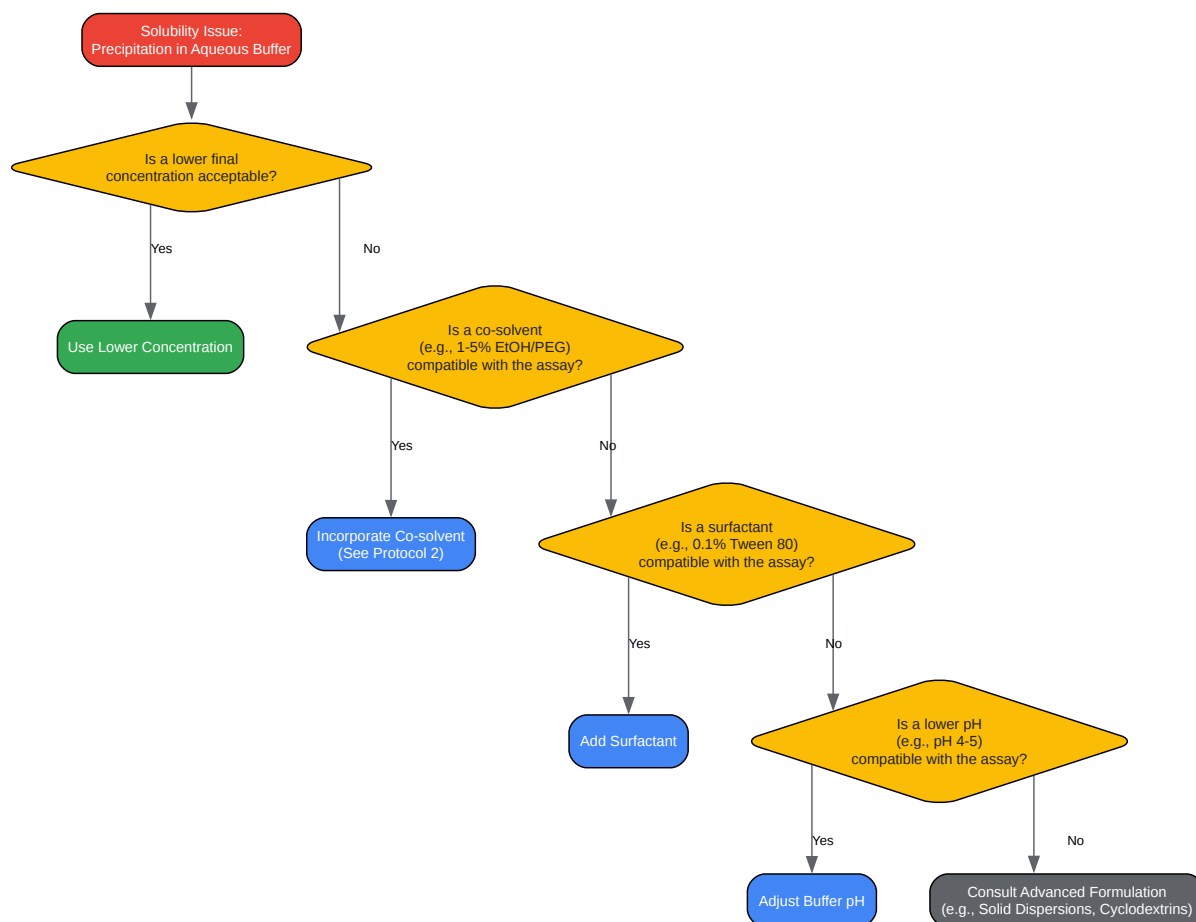 Solubility Issue:
Precipitation in Aqueous Buffer
Is a lower final
concentration acceptable?
Yes
No
Use Lower Concentration
Is a co-solvent
(e.g., 1-5% EtOH/PEG)
compatible with the assay?
Yes
No
Incorporate Co-solvent
(See Protocol 2)
Is a surfactant
(e.g., 0.1% Tween 80)
compatible with the assay?
Yes
No
Add Surfactant
Is a lower pH
(e.g., pH 4-5)
compatible with the assay?
Yes
No
Adjust Buffer pH
Consult Advanced Formulation
(e.g., Solid Dispersions, Cyclodextrins)